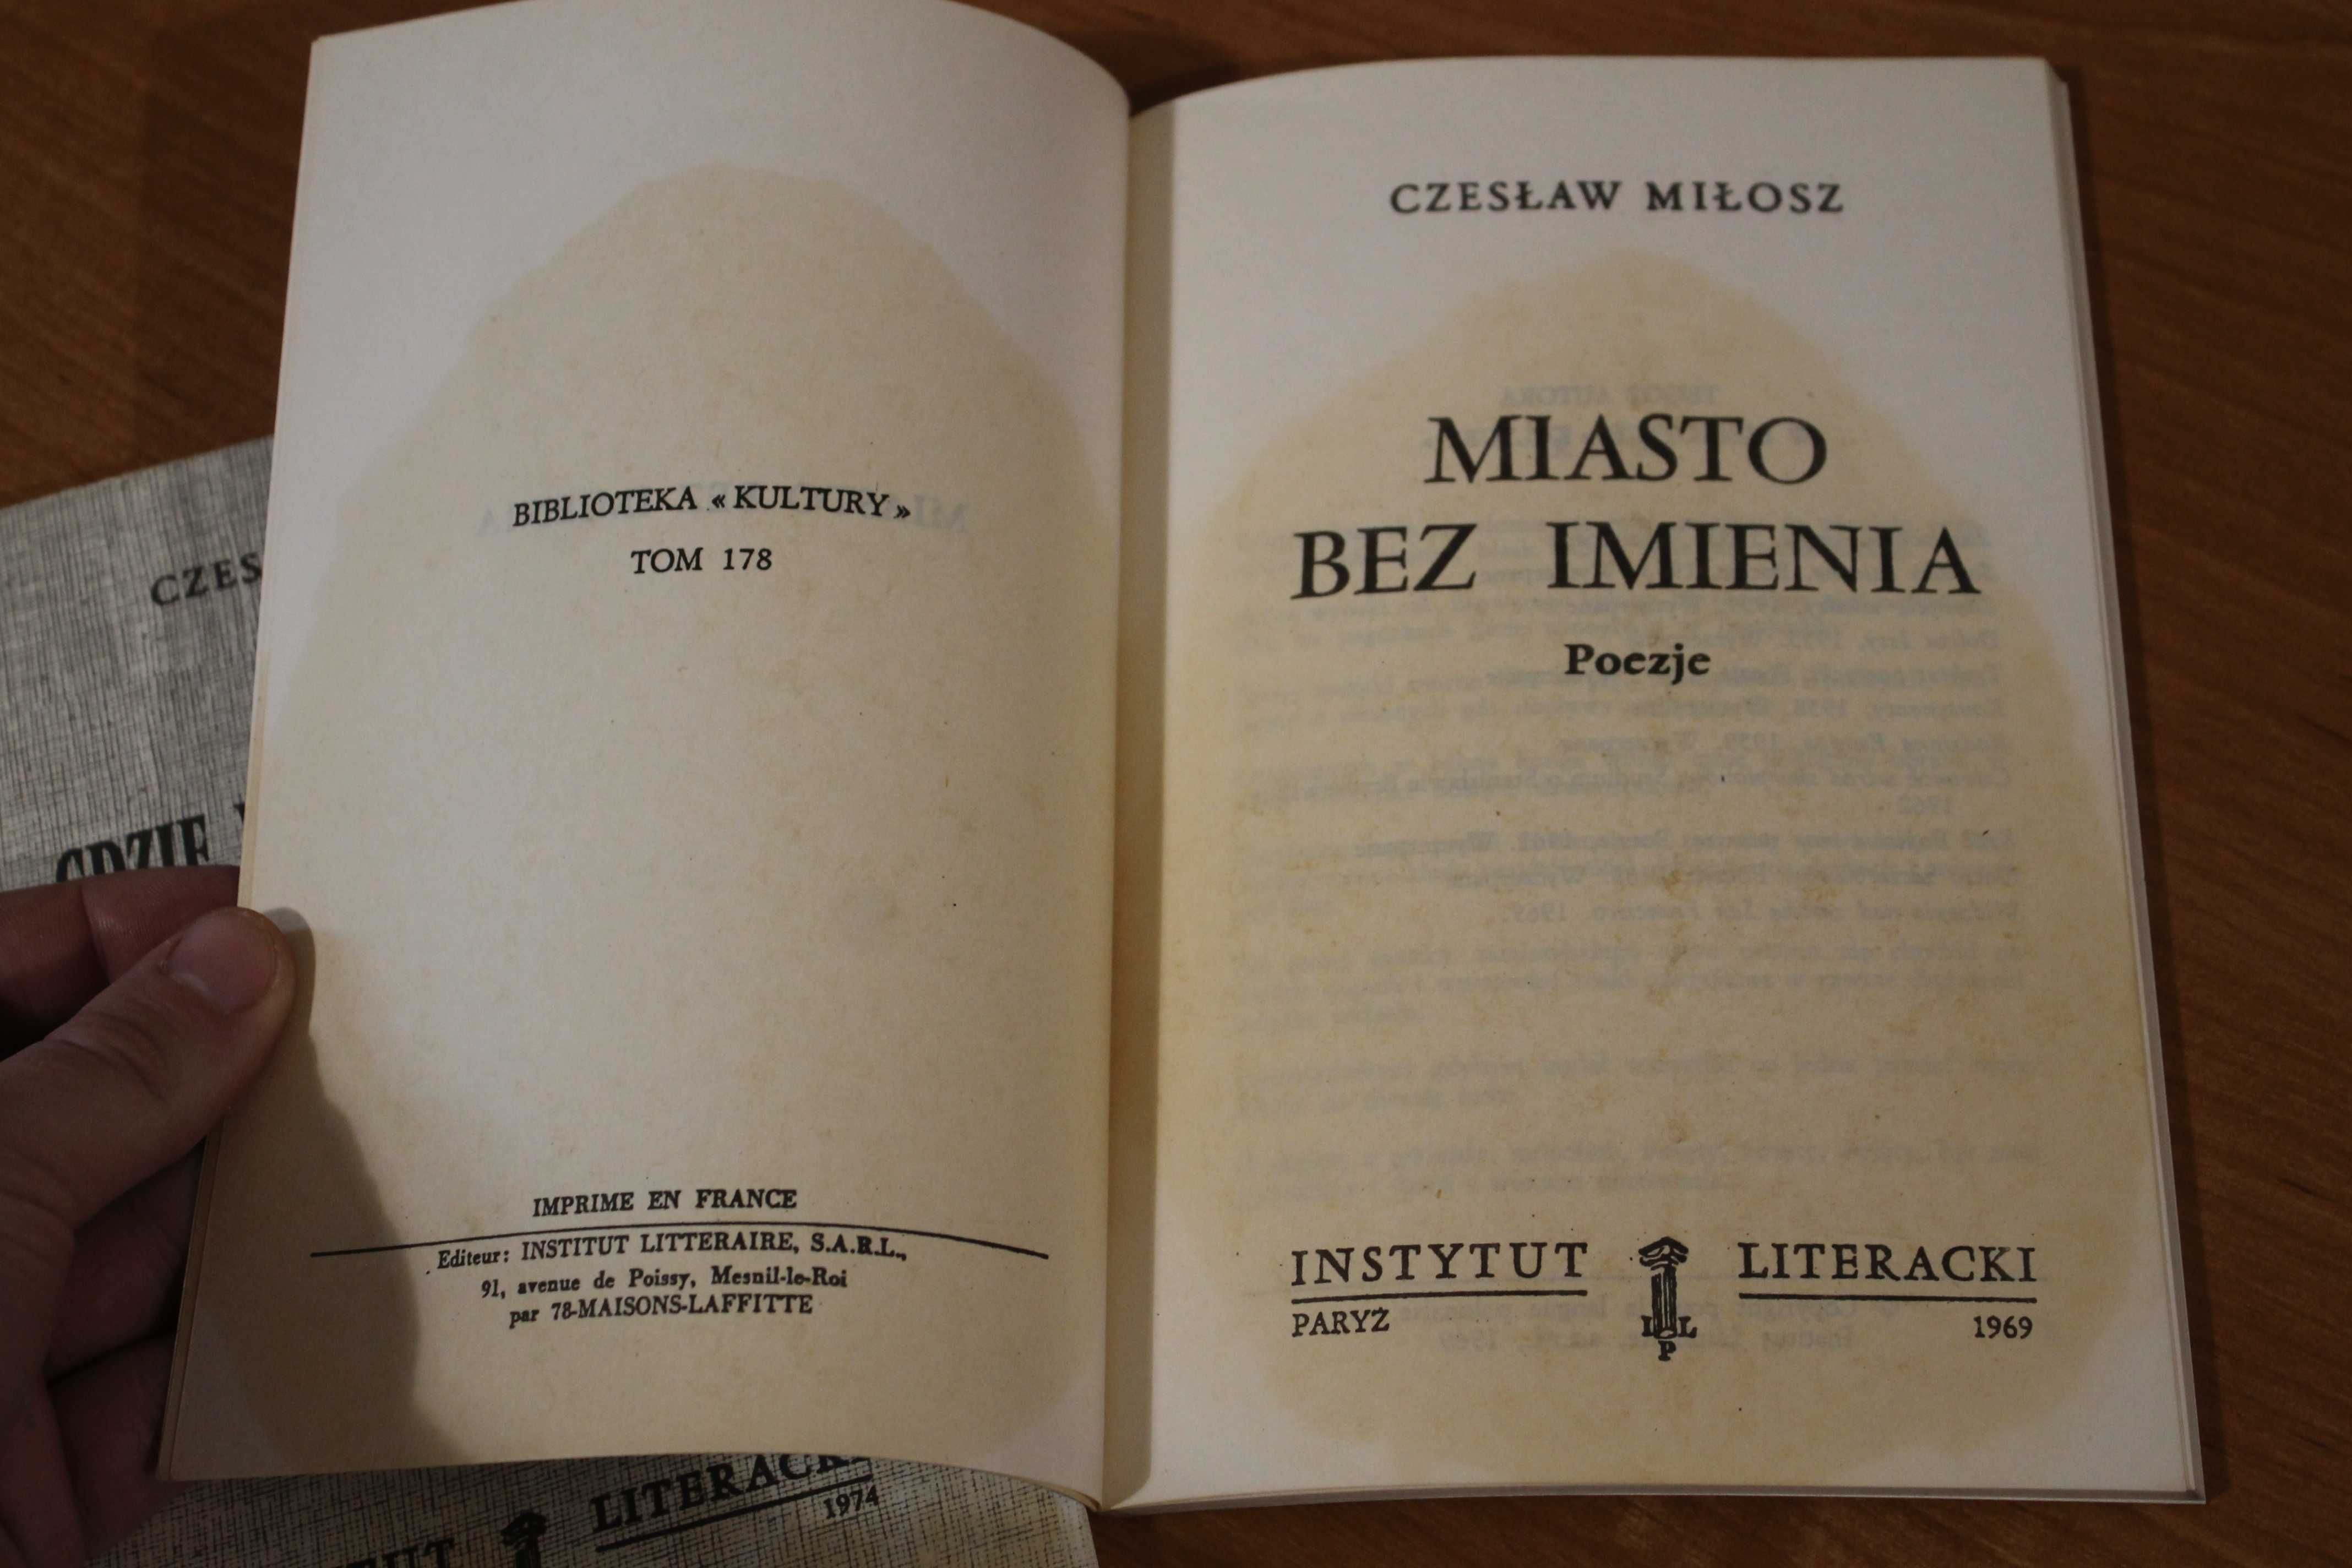 BIBLIOTEKA « KULTURY »
TOM 178
IMPRIME EN FRANCE
Editeur: INSTITUT LITTERAIRE, S.A.R.L.,
91, avenue de Poissy, Mesnil-le-Roi
par 78-MAISONS-LAFFITTE
CZESŁAW MIŁOSZ
MIASTO
BEZ IMIENIA
Poezje
INSTYTUT LITERACKI
PARYŻ 1969
I L
P
CZES
GDZIE
LITERACK
1974